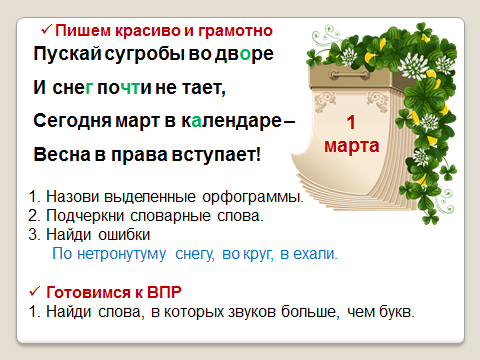 ✓ Пишем красиво и грамотно
Пускай сугробы во дворе
И снег почти не тает,
Сегодня март в календаре –
Весна в права вступает!
1
марта
1. Назови выделенные орфограммы.
2. Подчеркни словарные слова.
3. Найди ошибки
По нетронутуму снегу, во круг, в ехали.
✓ Готовимся к ВПР
1. Найди слова, в которых звуков больше, чем букв.